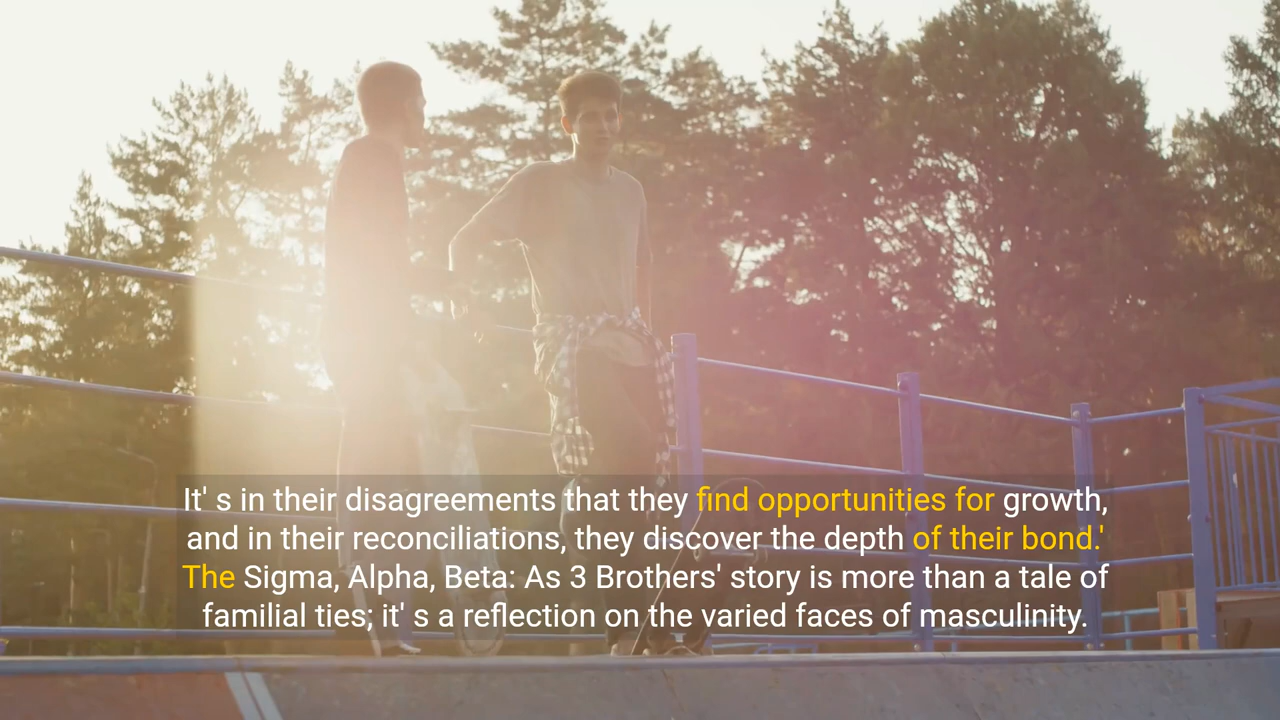 It' s in their disagreements that they find opportunities for growth,
and in their reconciliations, they discover the depth of their bond.'
The Sigma, Alpha, Beta: As 3 Brothers' story is more than a tale of
familial ties; it' s a reflection on the varied faces of masculinity.